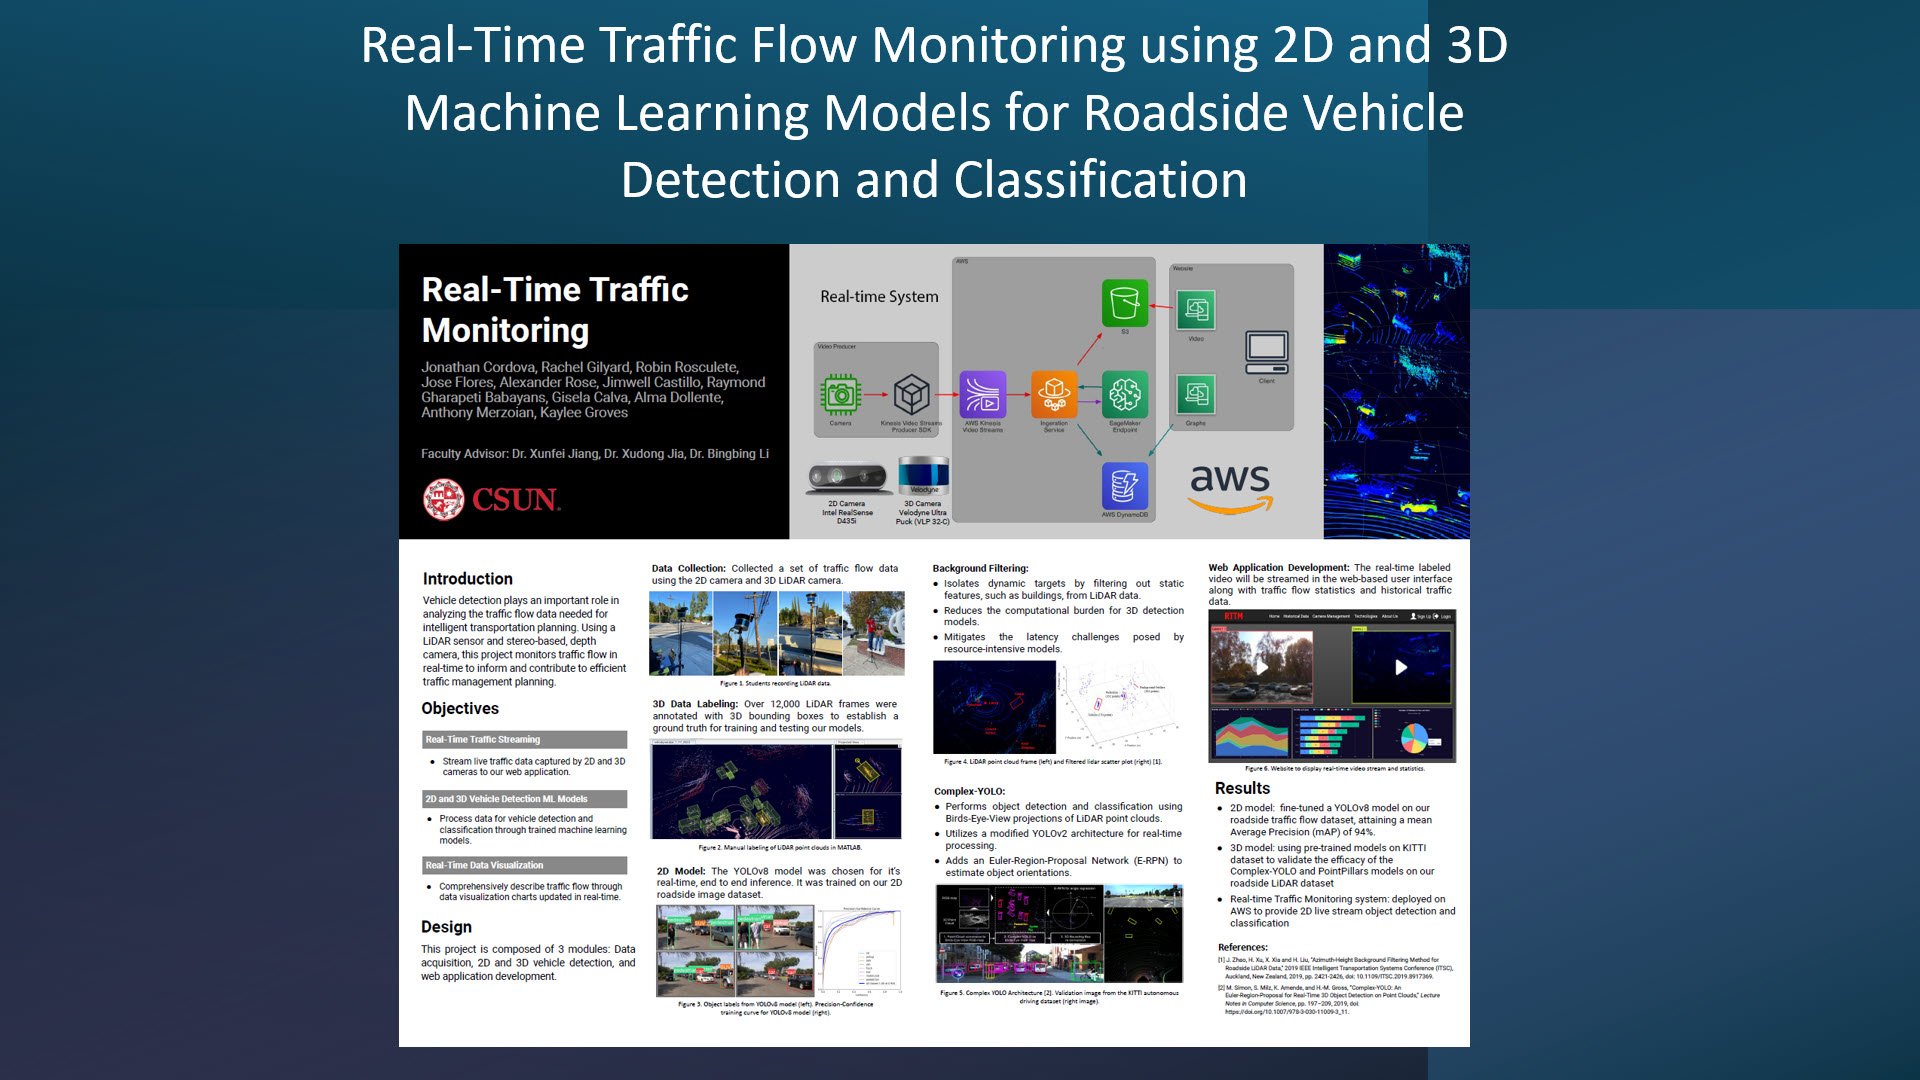 Real-Time Traffic Flow Monitoring using 2D and 3D
Machine Learning Models for Roadside Vehicle
Detection and Classification
Real-Time Traffic
Monitoring
Jonathan Cordova, Rachel Gilyard, Robin Rosculete,
Jose Flores, Alexander Rose, Jimwell Castillo, Raymond
Gharapeti Babayans, Gisela Calva, Alma Dollente,
Anthony Merzoian, Kaylee Groves
Faculty Advisor: Dr. Xunfei Jiang, Dr. Xudong Jia, Dr. Bingbing Li
CSUN
Real-time System
Video Producer
Camera
Kinesis Video Streams
Producer SDK
2D Camera
Intel RealSense
D435i
Velodyne
3D Camera
Velodyne Ultra
Puck (VLP 32-C)
AWS
AWS Kinesis
Video Streams
Ingeration
Service
S3
SageMaker
Endpoint
AWS DynamoDB
Website
Video
Graphs
Client
aws
Introduction
Vehicle detection plays an important role in
analyzing the traffic flow data needed for
intelligent transportation planning. Using a
LiDAR sensor and stereo-based, depth
camera, this project monitors traffic flow in
real-time to inform and contribute to efficient
traffic management planning.
Objectives
Real-Time Traffic Streaming
• Stream live traffic data captured by 2D and 3D
cameras to our web application.
2D and 3D Vehicle Detection ML Models
• Process data for vehicle detection and
classification through trained machine learning
models.
Real-Time Data Visualization
• Comprehensively describe traffic flow through
data visualization charts updated in real-time.
Design
This project is composed of 3 modules: Data
acquisition, 2D and 3D vehicle detection, and
web application development.
Data Collection: Collected a set of traffic flow data
using the 2D camera and 3D LiDAR camera.
Figure 1. Students recording LiDAR data.
3D Data Labeling: Over 12,000 LiDAR frames were
annotated with 3D bounding boxes to establish a
ground truth for training and testing our models.
Figure 2. Manual labeling of LiDAR point clouds in MATLAB.
2D Model: The YOLOv8 model was chosen for it's
real-time, end to end inference. It was trained on our 2D
roadside image dataset.
Figure 3. Object labels from YOLOv8 model (left). Precision-Confidence
training curve for YOLOv8 model (right).
Background Filtering:
• Isolates dynamic targets by filtering out static
features, such as buildings, from LiDAR data.
• Reduces the computational burden for 3D detection
models.
• Mitigates the latency challenges posed by
resource-intensive models.
Figure 4. LiDAR point cloud frame (left) and filtered lidar scatter plot (right) [1].
Complex-YOLO:
• Performs object detection and classification using
Birds-Eye-View projections of LiDAR point clouds.
• Utilizes a modified YOLOv2 architecture for real-time
processing.
• Adds an Euler-Region-Proposal Network (E-RPN) to
estimate object orientations.
Figure 5. Complex YOLO Architecture [2]. Validation image from the KITTI autonomous
driving dataset (right image).
Web Application Development: The real-time labeled
video will be streamed in the web-based user interface
along with traffic flow statistics and historical traffic
data.
RTTM Home Historical Data Camera Management Technologies About Us Sign Up Login
Figure 6. Website to display real-time video stream and statistics.
Results
• 2D model: fine-tuned a YOLOv8 model on our
roadside traffic flow dataset, attaining a mean
Average Precision (mAP) of 94%.
• 3D model: using pre-trained models on KITTI
dataset to validate the efficacy of the
Complex-YOLO and PointPillars models on our
roadside LiDAR dataset
• Real-time Traffic Monitoring system: deployed on
AWS to provide 2D live stream object detection and
classification
References:
[1] J. Zhao, H. Xu, X. Xia and H. Liu, "Azimuth-Height Background Filtering Method for
Roadside LiDAR Data," 2019 IEEE Intelligent Transportation Systems Conference (ITSC),
Auckland, New Zealand, 2019, pp. 2421-2426, doi: 10.1109/ITSC.2019.8917369.
[2] M. Simon, S. Milz, K. Amende, and H.-M. Gross, "Complex-YOLO: An
Euler-Region-Proposal for Real-Time 3D Object Detection on Point Clouds," Lecture
Notes in Computer Science, pp. 197–209, 2019, doi:
https://doi.org/10.1007/978-3-030-11009-3_11.